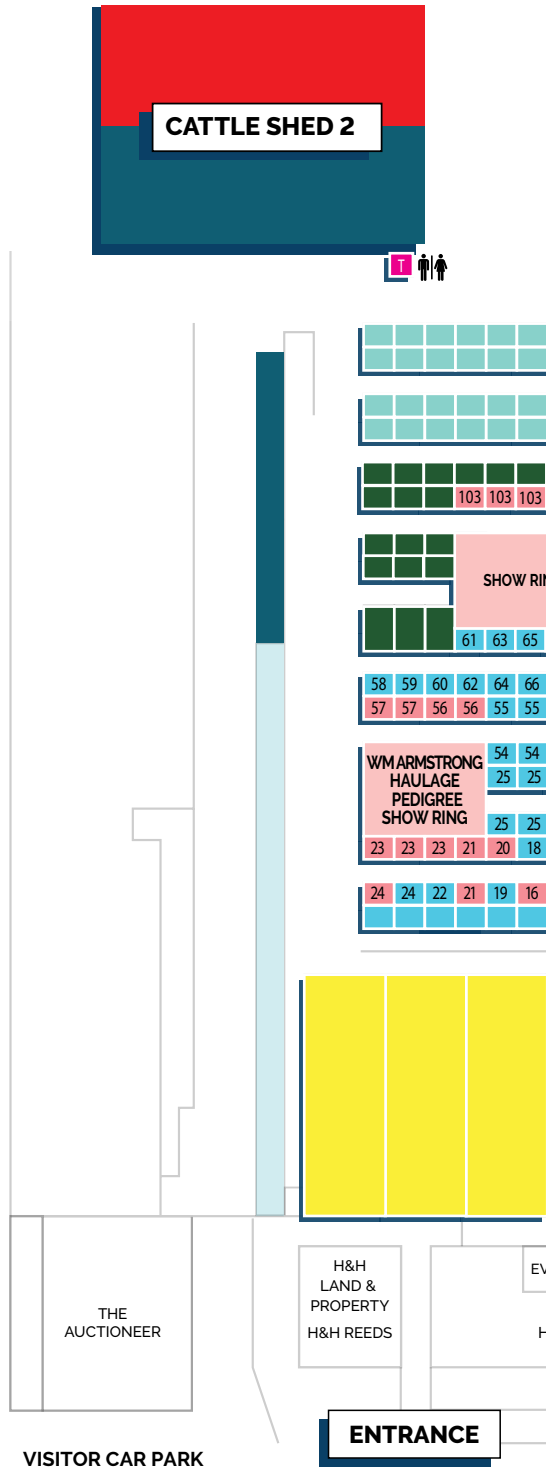 CATTLE SHED 2
T
103 103 103
SHOW RIN
61 63 65
58 59 60 62 64 66
57 57 56 56 55 55
WM ARMSTRONG
HAULAGE
PEDIGREE
SHOW RING
54 54
25 25
25 25
23 23 23 21 20 18
24 24 22 21 19 16
H&H
LAND &
PROPERTY
H&H REEDS
EV
H
THE
AUCTIONEER
ENTRANCE
VISITOR CAR PARK